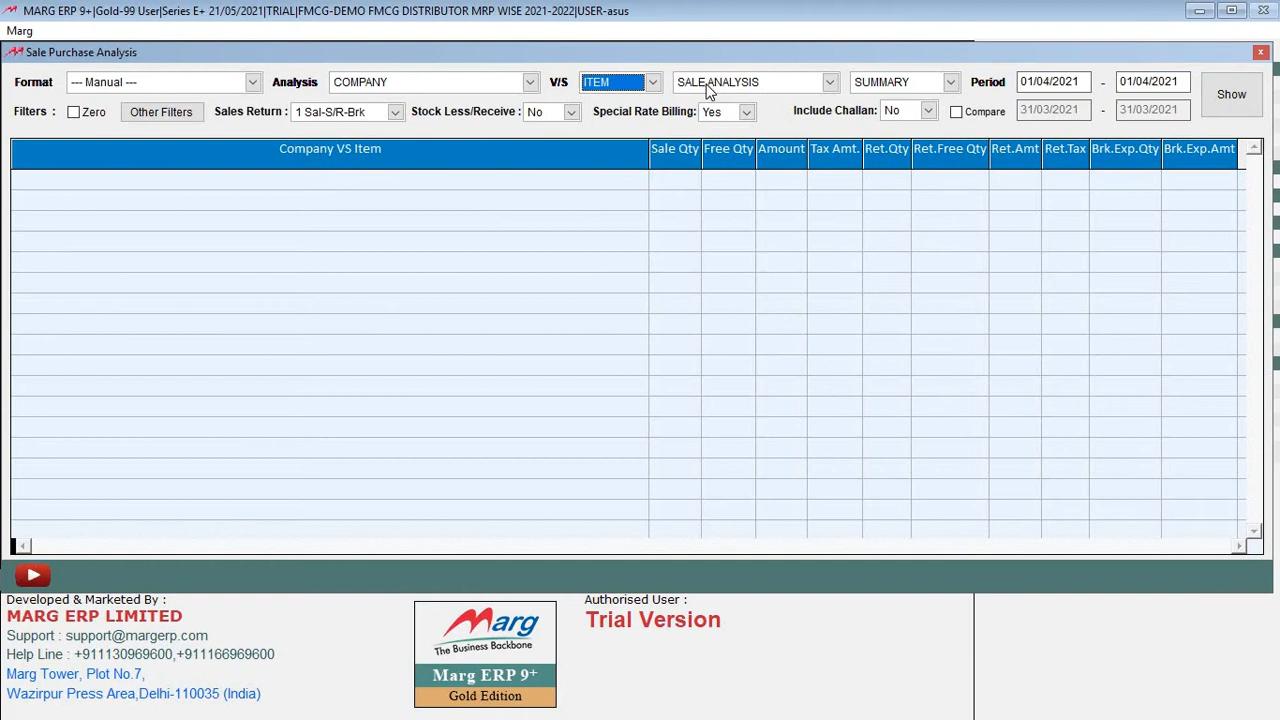 MARG ERP 9+|Gold-99 User|Series E+ 21/05/2021|TRIAL|FMCG-DEMO FMCG DISTRIBUTOR MRP WISE 2021-2022|USER-asus
Marg
Sale Purchase Analysis
Format --- Manual --- Analysis COMPANY V/S ITEM SALE ANALYSIS SUMMARY Period 01/04/2021 - 01/04/2021 Show
Filters : Zero Other Filters Sales Return : 1 Sal-S/R-Brk Stock Less/Receive : No Special Rate Billing: Yes Include Challan: No Compare 31/03/2021 - 31/03/2021
Company VS Item Sale Qty Free Qty Amount Tax Amt. Ret.Qty Ret.Free Qty Ret.Amt Ret.Tax Brk.Exp.Qty Brk.Exp.Amt
Developed & Marketed By :
MARG ERP LIMITED
Support : support@margerp.com
Help Line : +911130969600,+911166969600
Marg Tower, Plot No.7,
Wazirpur Press Area,Delhi-110035 (India)
Marg
The Business Backbone
Marg ERP 9+
Gold Edition
Authorised User :
Trial Version